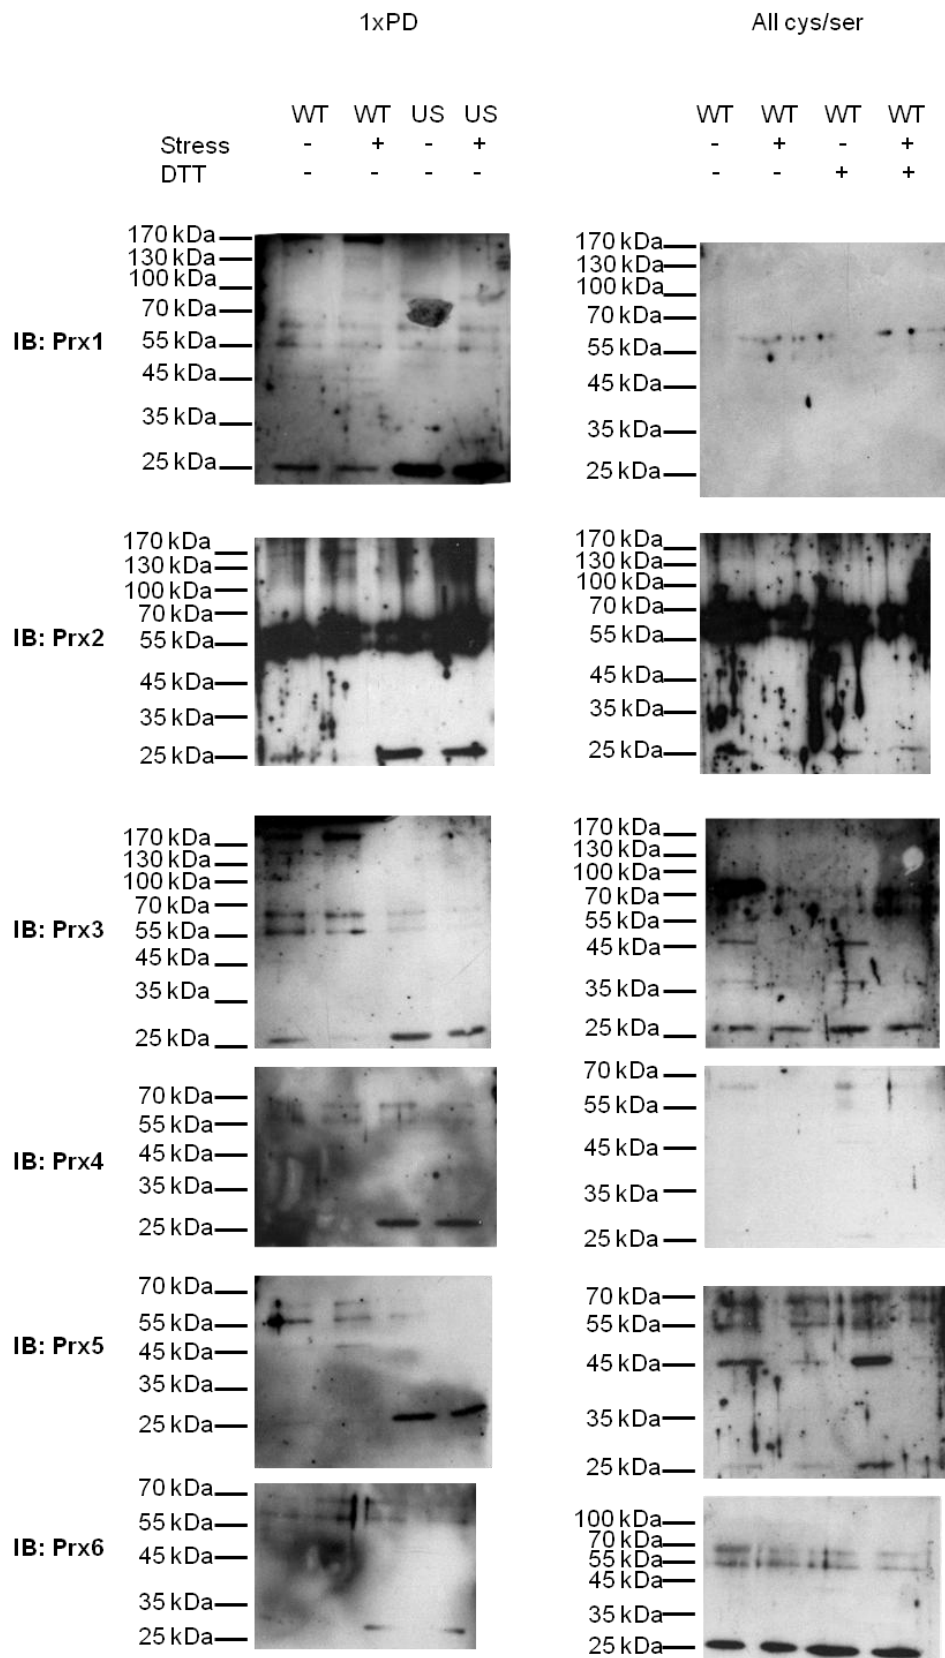 1xPD All cys/ser
WT WT US US WT WT WT WT
Stress - + - + - + - +
DTT - - - - - - + +
IB: Prx1
170 kDa
130 kDa
100 kDa
70 kDa
55 kDa
45 kDa
35 kDa
25 kDa
170 kDa
130 kDa
100 kDa
70 kDa
55 kDa
45 kDa
35 kDa
25 kDa
IB: Prx2
170 kDa
130 kDa
100 kDa
70 kDa
55 kDa
45 kDa
35 kDa
25 kDa
170 kDa
130 kDa
100 kDa
70 kDa
55 kDa
45 kDa
35 kDa
25 kDa
IB: Prx3
170 kDa
130 kDa
100 kDa
70 kDa
55 kDa
45 kDa
35 kDa
25 kDa
170 kDa
130 kDa
100 kDa
70 kDa
55 kDa
45 kDa
35 kDa
25 kDa
IB: Prx4
70 kDa
55 kDa
45 kDa
35 kDa
25 kDa
70 kDa
55 kDa
45 kDa
35 kDa
25 kDa
IB: Prx5
70 kDa
55 kDa
45 kDa
35 kDa
25 kDa
70 kDa
55 kDa
45 kDa
35 kDa
25 kDa
IB: Prx6
70 kDa
55 kDa
45 kDa
35 kDa
25 kDa
100 kDa
70 kDa
55 kDa
45 kDa
35 kDa
25 kDa